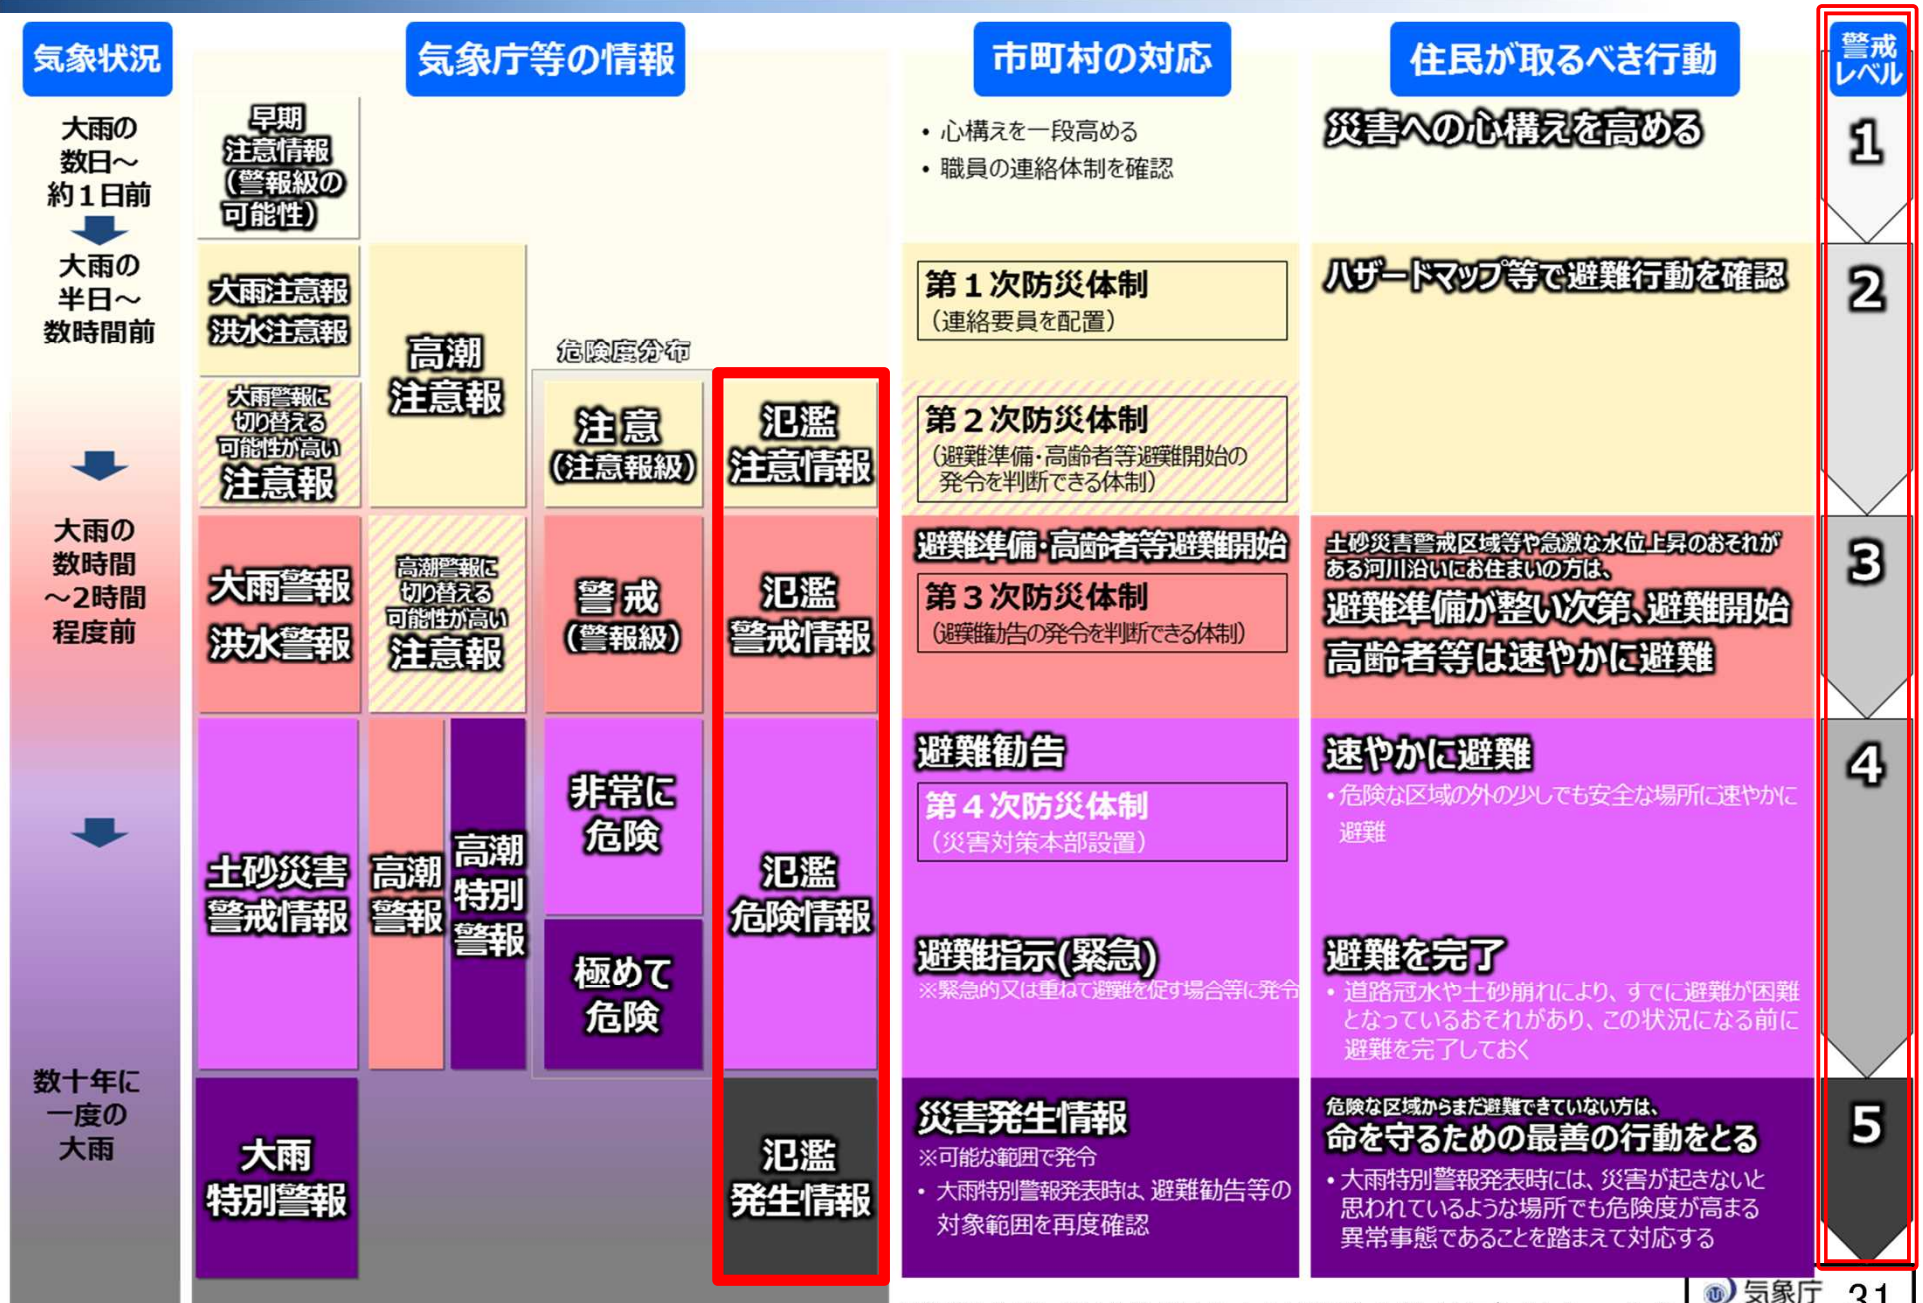 気象状況
気象庁等の情報
市町村の対応
住民が取るべき行動
警戒
レベル
大雨の
数日～
約１日前
早期
注意情報
（警報級の
可能性）
・心構えを一段高める
・職員の連絡体制を確認
災害への心構えを高める
1
大雨の
半日～
数時間前
大雨注意報
洪水注意報
高潮
注意報
危険度分布
第１次防災体制
（連絡要員を配置）
ハザードマップ等で避難行動を確認
2
大雨警報に
切り替える
可能性が高い
注意報
注意
（注意報級）
氾濫
注意情報
第２次防災体制
（避難準備・高齢者等避難開始の
発令を判断できる体制）
大雨の
数時間
～2時間
程度前
大雨警報
洪水警報
高潮警報に
切り替える
可能性が高い
注意報
警戒
（警報級）
氾濫
警戒情報
避難準備・高齢者等避難開始
第３次防災体制
（避難勧告の発令を判断できる体制）
土砂災害警戒区域等や急激な水位上昇のおそれが
ある河川沿いにお住まいの方は、
避難準備が整い次第、避難開始
高齢者等は速やかに避難
3
土砂災害
警戒情報
高潮
警報
高潮
特別
警報
非常に
危険
極めて
危険
氾濫
危険情報
避難勧告
第４次防災体制
（災害対策本部設置）
避難指示(緊急)
※緊急的又は重ねて避難を促す場合等に発令
速やかに避難
・危険な区域の外の少しでも安全な場所に速やかに
避難
避難を完了
・道路冠水や土砂崩れにより、すでに避難が困難
となっているおそれがあり、この状況になる前に
避難を完了しておく
4
数十年に
一度の
大雨
大雨
特別警報
氾濫
発生情報
災害発生情報
※可能な範囲で発令
・大雨特別警報発表時は、避難勧告等の
対象範囲を再度確認
危険な区域からまだ避難できていない方は、
命を守るための最善の行動をとる
・大雨特別警報発表時には、災害が起きないと
思われているような場所でも危険度が高まる
異常事態であることを踏まえて対応する
5
気象庁
31